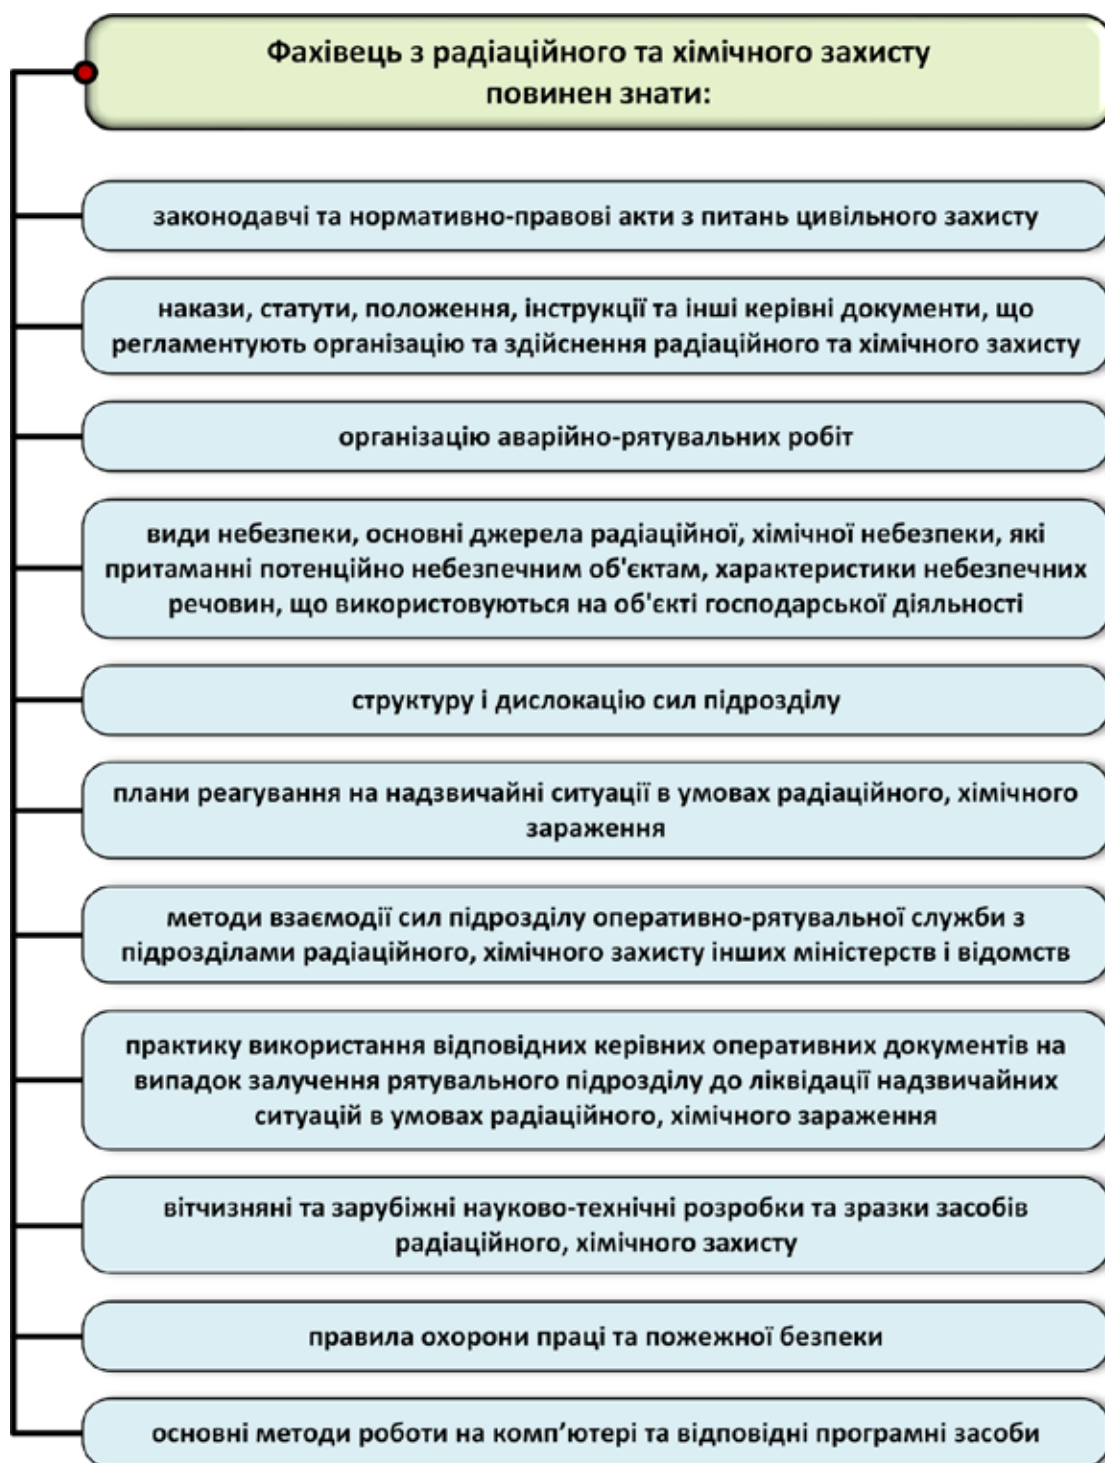 Фахівець з радіаційного та хімічного захисту
повинен знати:
законодавчі та нормативно-правові акти з питань цивільного захисту
накази, статути, положення, інструкції та інші керівні документи, що
регламентують організацію та здійснення радіаційного та хімічного захисту
організацію аварійно-рятувальних робіт
види небезпеки, основні джерела радіаційної, хімічної небезпеки, які
притаманні потенційно небезпечним об'єктам, характеристики небезпечних
речовин, що використовуються на об'єкті господарської діяльності
структуру і дислокацію сил підрозділу
плани реагування на надзвичайні ситуації в умовах радіаційного, хімічного
зараження
методи взаємодії сил підрозділу оперативно-рятувальної служби з
підрозділами радіаційного, хімічного захисту інших міністерств і відомств
практику використання відповідних керівних оперативних документів на
випадок залучення рятувального підрозділу до ліквідації надзвичайних
ситуацій в умовах радіаційного, хімічного зараження
вітчизняні та зарубіжні науково-технічні розробки та зразки засобів
радіаційного, хімічного захисту
правила охорони праці та пожежної безпеки
основні методи роботи на комп’ютері та відповідні програмні засоби